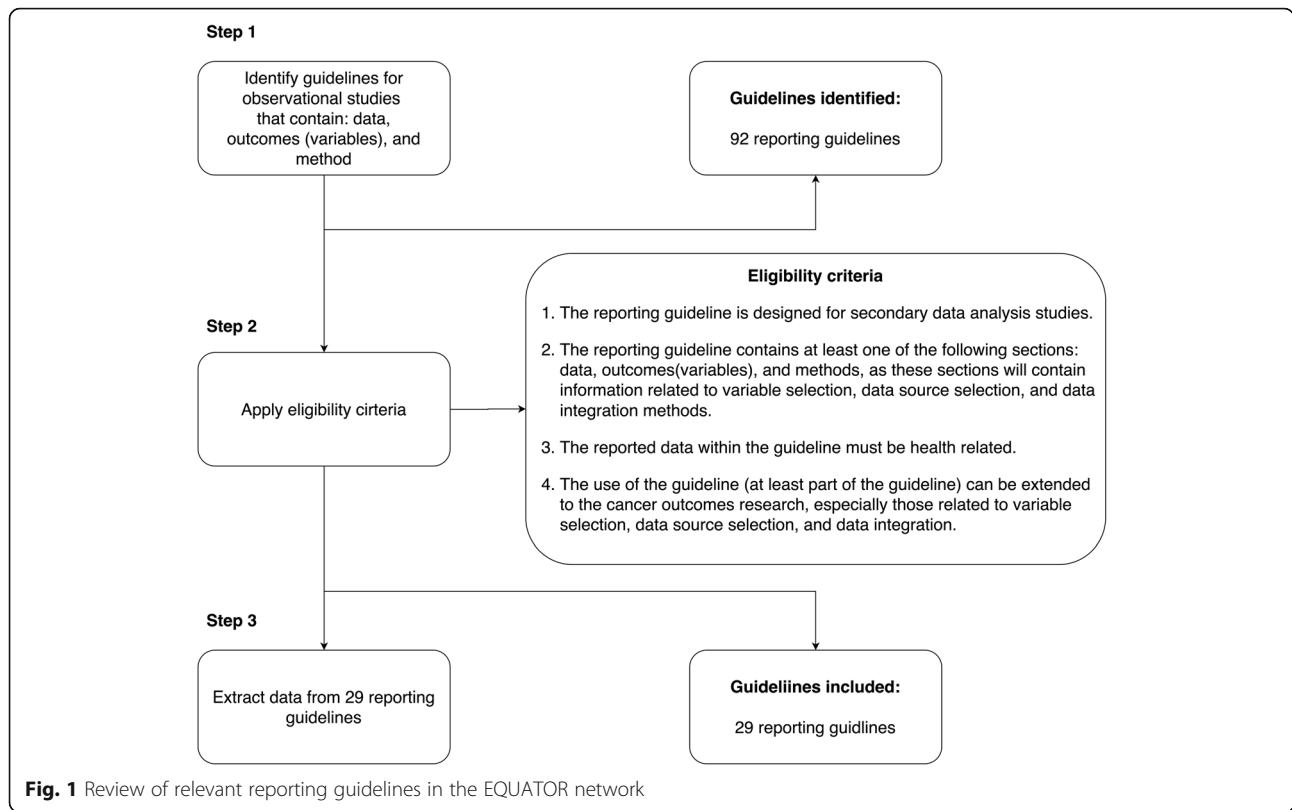 Step 1
Identify guidelines for
observational studies
that contain: data,
outcomes (variables), and
method
Guidelines identified:
92 reporting guidelines
Step 2
Apply eligibility cirteria
Eligibility criteria
1. The reporting guideline is designed for secondary data analysis studies.
2. The reporting guideline contains at least one of the following sections:
data, outcomes(variables), and methods, as these sections will contain
information related to variable selection, data source selection, and data
integration methods.
3. The reported data within the guideline must be health related.
4. The use of the guideline (at least part of the guideline) can be extended
to the cancer outcomes research, especially those related to variable
selection, data source selection, and data integration.
Step 3
Extract data from 29 reporting
guidelines
Guideliines included:
29 reporting guidlines
Fig. 1 Review of relevant reporting guidelines in the EQUATOR network